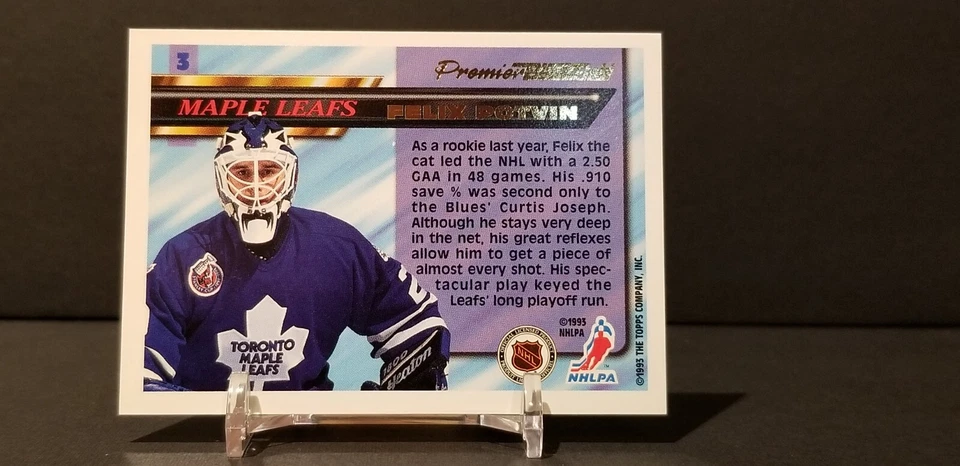 3
Premier
MAPLE LEAFS
FELIX POTVIN
As a rookie last year, Felix the
cat led the NHL with a 2.50
GAA in 48 games. His .910
save % was second only to
the Blues' Curtis Joseph.
Although he stays very deep
in the net, his great reflexes
allow him to get a piece of
almost every shot. His spec-
tacular play keyed the
Leafs' long playoff run.
©1993
NHLPA
NHL
NHLPA
TORONTO
MAPLE
LEAFS
©1993 THE TOPPS COMPANY, INC.